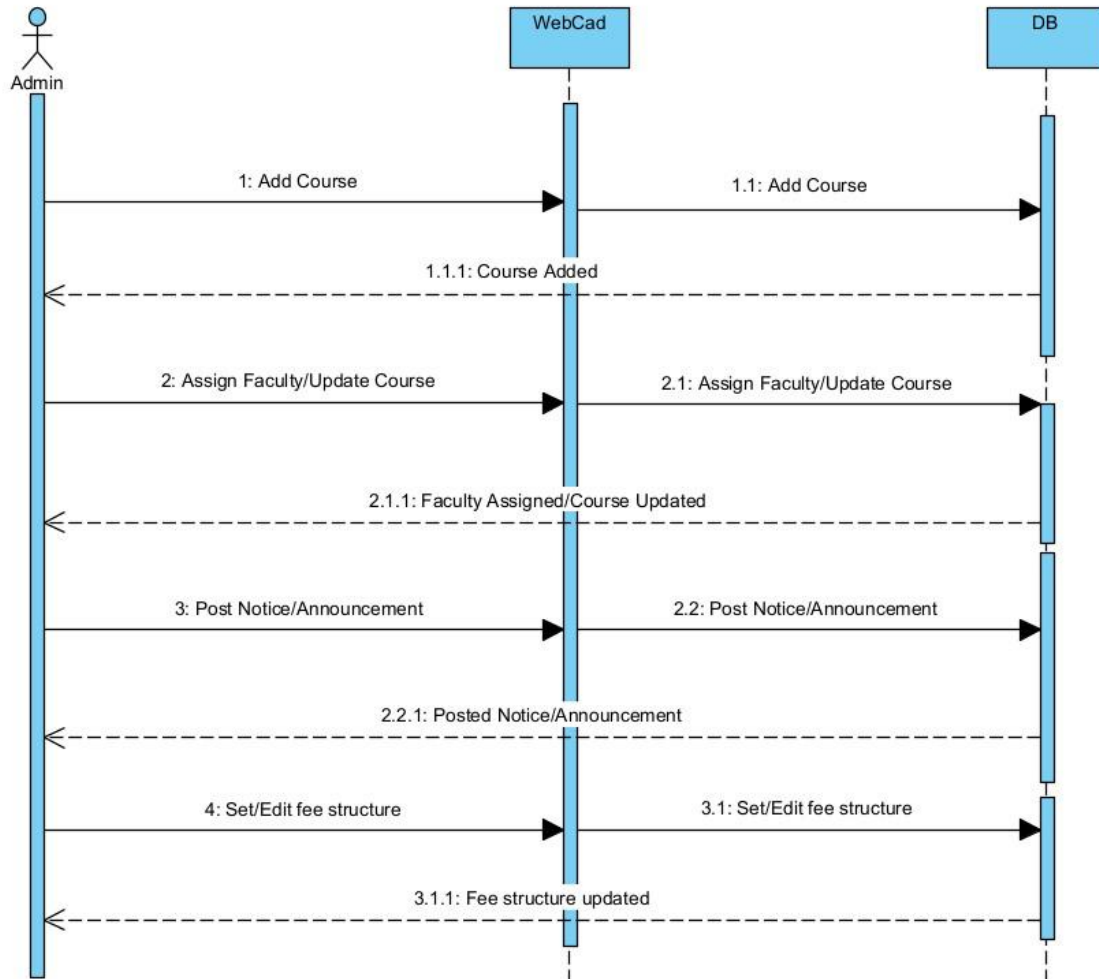 WebCad
DB
Admin
1: Add Course
1.1: Add Course
1.1.1: Course Added
2: Assign Faculty/Update Course
2.1: Assign Faculty/Update Course
2.1.1: Faculty Assigned/Course Updated
3: Post Notice/Announcement
2.2: Post Notice/Announcement
2.2.1: Posted Notice/Announcement
4: Set/Edit fee structure
3.1: Set/Edit fee structure
3.1.1: Fee structure updated